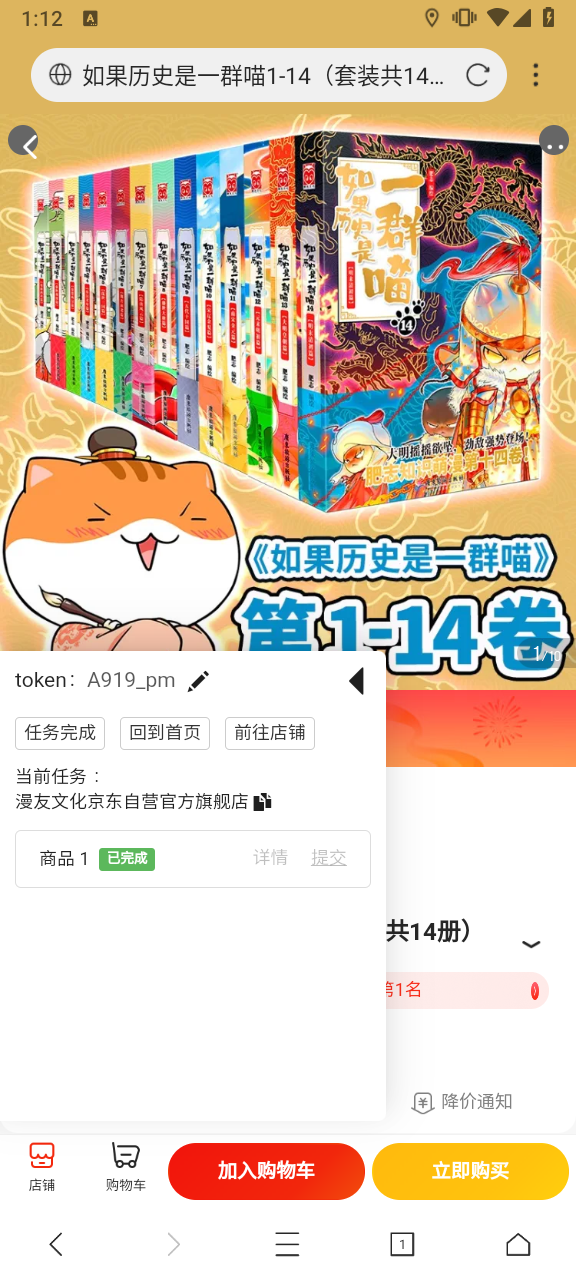 1:12
如果历史是一群喵1-14（套装共14...
如果历史是
一群喵
14
大明摇摇欲坠，劲敌强势登场！
肥志知识萌漫第十四卷！
《如果历史是一群喵》
第1-14卷
1/10
token: A919_pm
任务完成 回到首页 前往店铺
当前任务：
漫友文化京东自营官方旗舰店
商品 1 已完成 详情 提交
共14册）
第1名
降价通知
店铺 购物车 加入购物车 立即购买
1